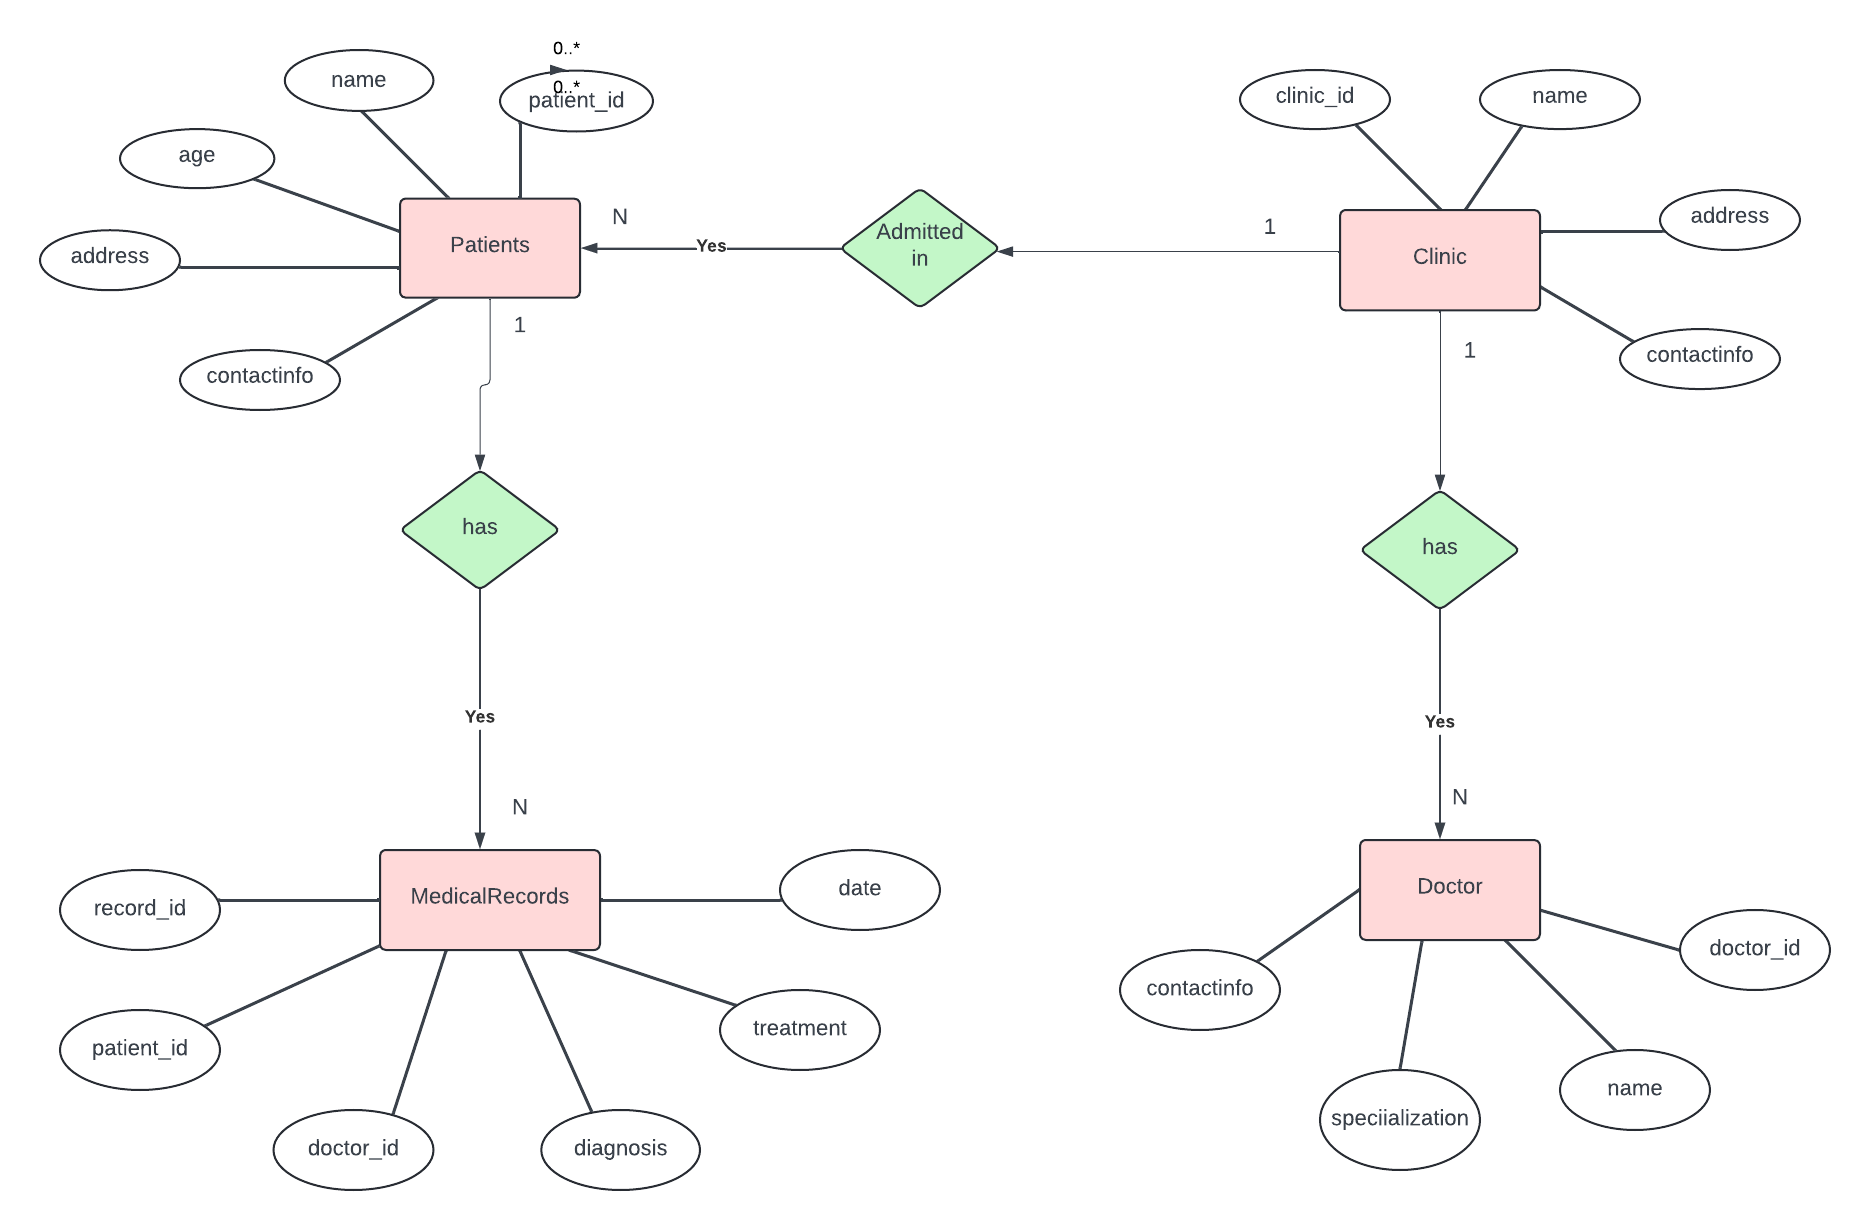 0..*
name
0..*
patient_id
clinic_id
name
age
address
N
1
Patients
Yes
Admitted
in
Clinic
address
contactinfo
1
1
contactinfo
has
has
Yes
Yes
N
N
MedicalRecords
date
Doctor
record_id
doctor_id
contactinfo
treatment
patient_id
name
speciialization
doctor_id
diagnosis